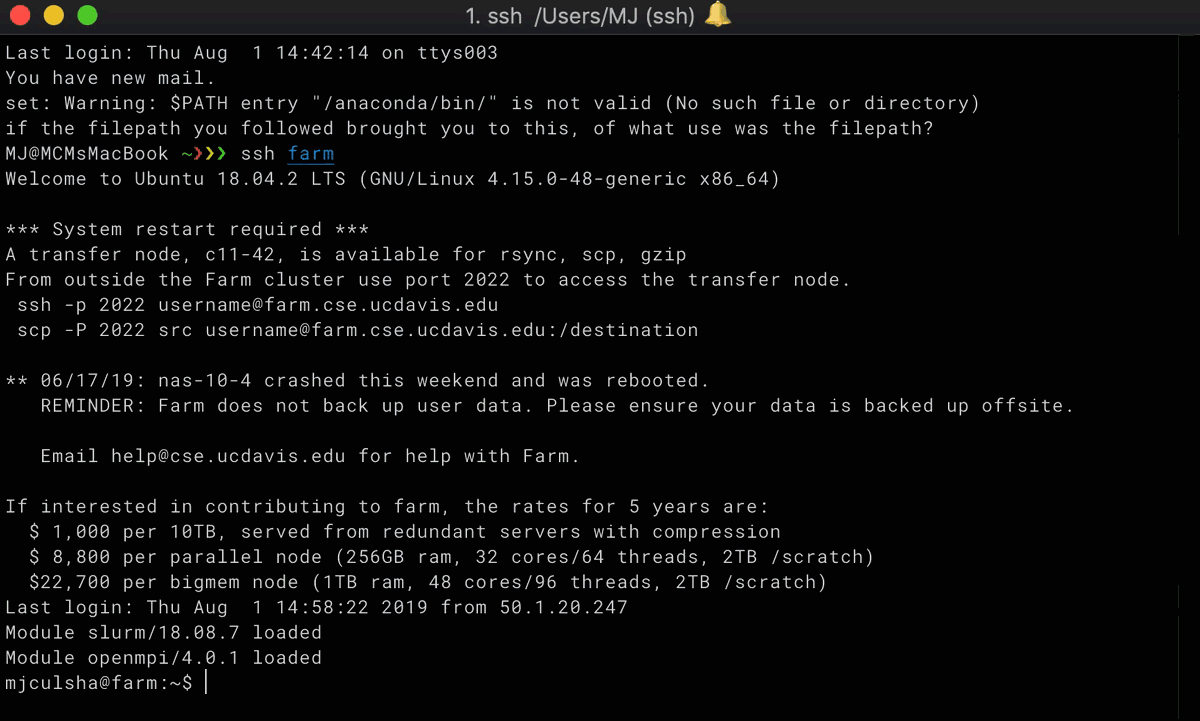 1. ssh /Users/MJ (ssh) 🔔
Last login: Thu Aug  1 14:42:14 on ttys003
You have new mail.
set: Warning: $PATH entry "/anaconda/bin/" is not valid (No such file or directory)
if the filepath you followed brought you to this, of what use was the filepath?
MJ@MCMsMacBook ~❯❯❯ ssh farm
Welcome to Ubuntu 18.04.2 LTS (GNU/Linux 4.15.0-48-generic x86_64)

*** System restart required ***
A transfer node, c11-42, is available for rsync, scp, gzip
From outside the Farm cluster use port 2022 to access the transfer node.
 ssh -p 2022 username@farm.cse.ucdavis.edu
 scp -P 2022 src username@farm.cse.ucdavis.edu:/destination

** 06/17/19: nas-10-4 crashed this weekend and was rebooted.
   REMINDER: Farm does not back up user data. Please ensure your data is backed up offsite.

   Email help@cse.ucdavis.edu for help with Farm.

If interested in contributing to farm, the rates for 5 years are:
  $ 1,000 per 10TB, served from redundant servers with compression
  $ 8,800 per parallel node (256GB ram, 32 cores/64 threads, 2TB /scratch)
  $22,700 per bigmem node (1TB ram, 48 cores/96 threads, 2TB /scratch)
Last login: Thu Aug  1 14:58:22 2019 from 50.1.20.247
Module slurm/18.08.7 loaded
Module openmpi/4.0.1 loaded
mjculsha@farm:~$